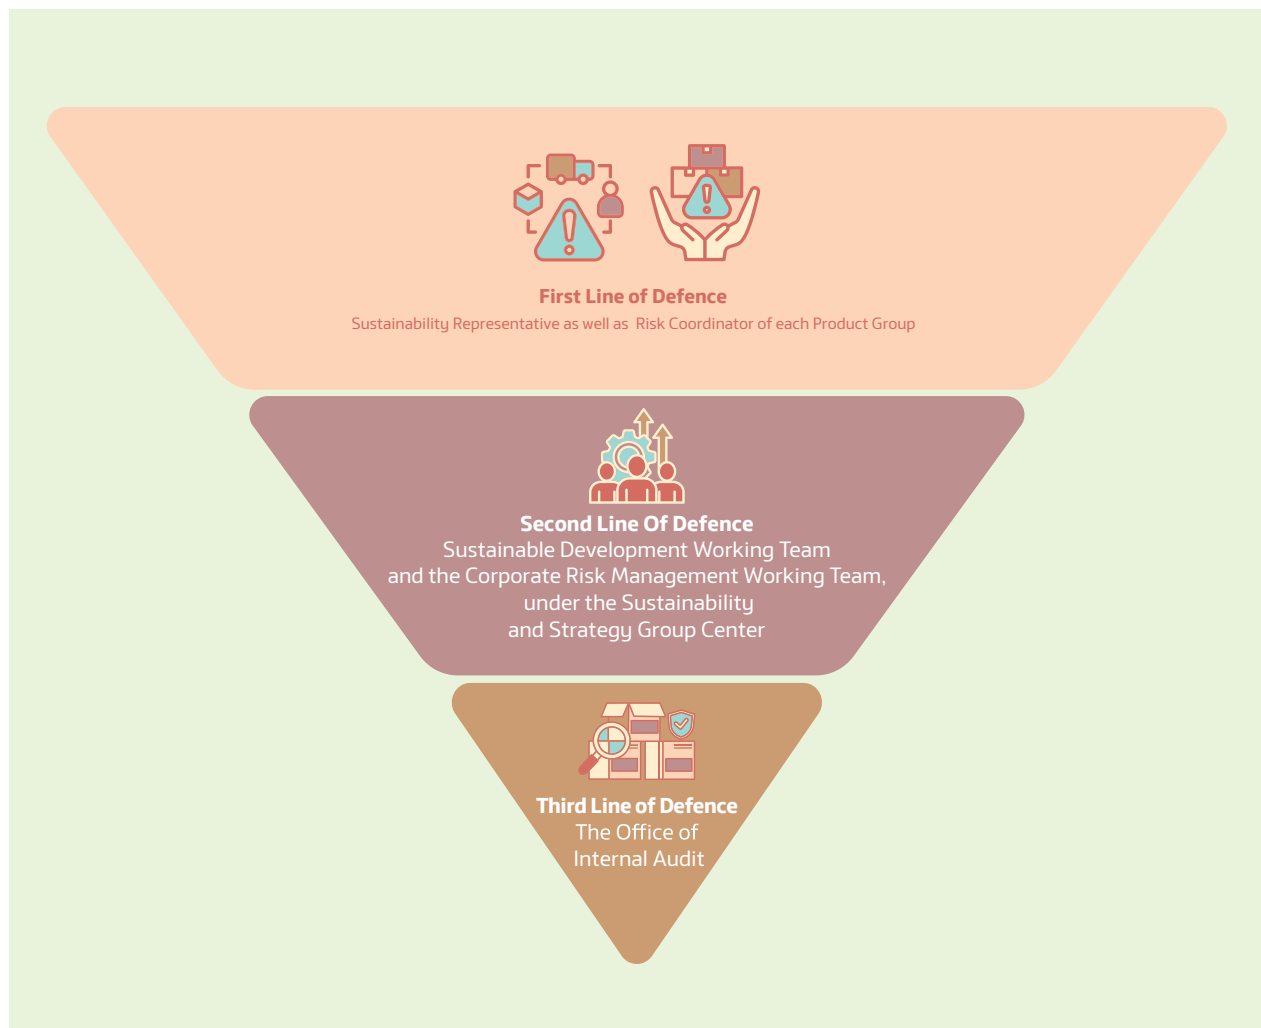 First Line of Defence
Sustainability Representative as well as Risk Coordinator of each Product Group
Second Line Of Defence
Sustainable Development Working Team
and the Corporate Risk Management Working Team,
under the Sustainability
and Strategy Group Center
Third Line of Defence
The Office of
Internal Audit